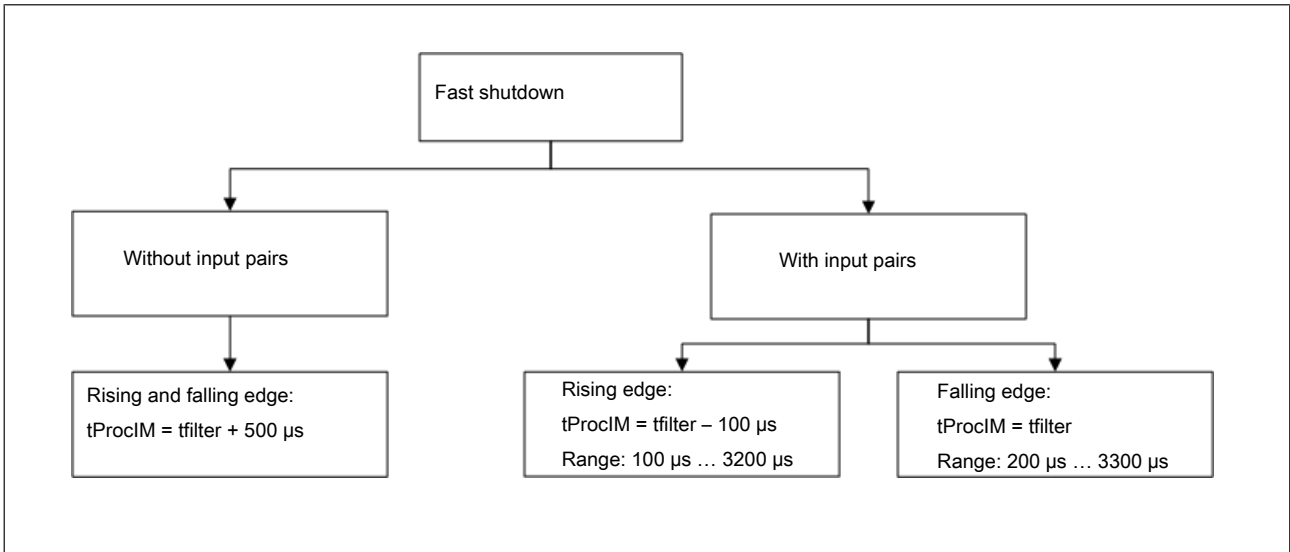 Fast shutdown
Without input pairs
With input pairs
Rising and falling edge:
tProcIM = tfilter + 500 µs
Rising edge:
tProcIM = tfilter – 100 µs
Range: 100 µs … 3200 µs
Falling edge:
tProcIM = tfilter
Range: 200 µs … 3300 µs